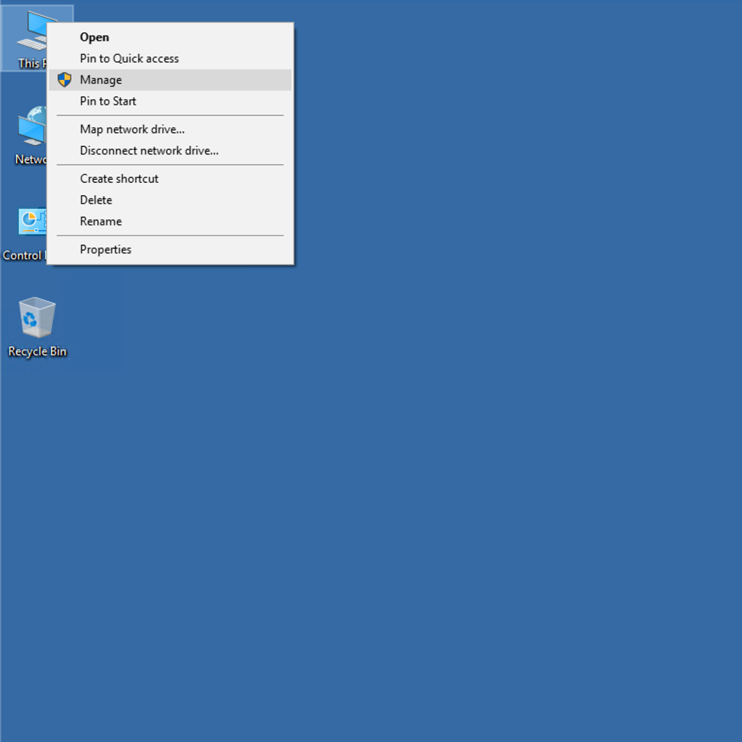 Open
Pin to Quick access
Manage
Pin to Start
Map network drive...
Disconnect network drive...
Create shortcut
Delete
Rename
Properties
This
Control
Recycle Bin